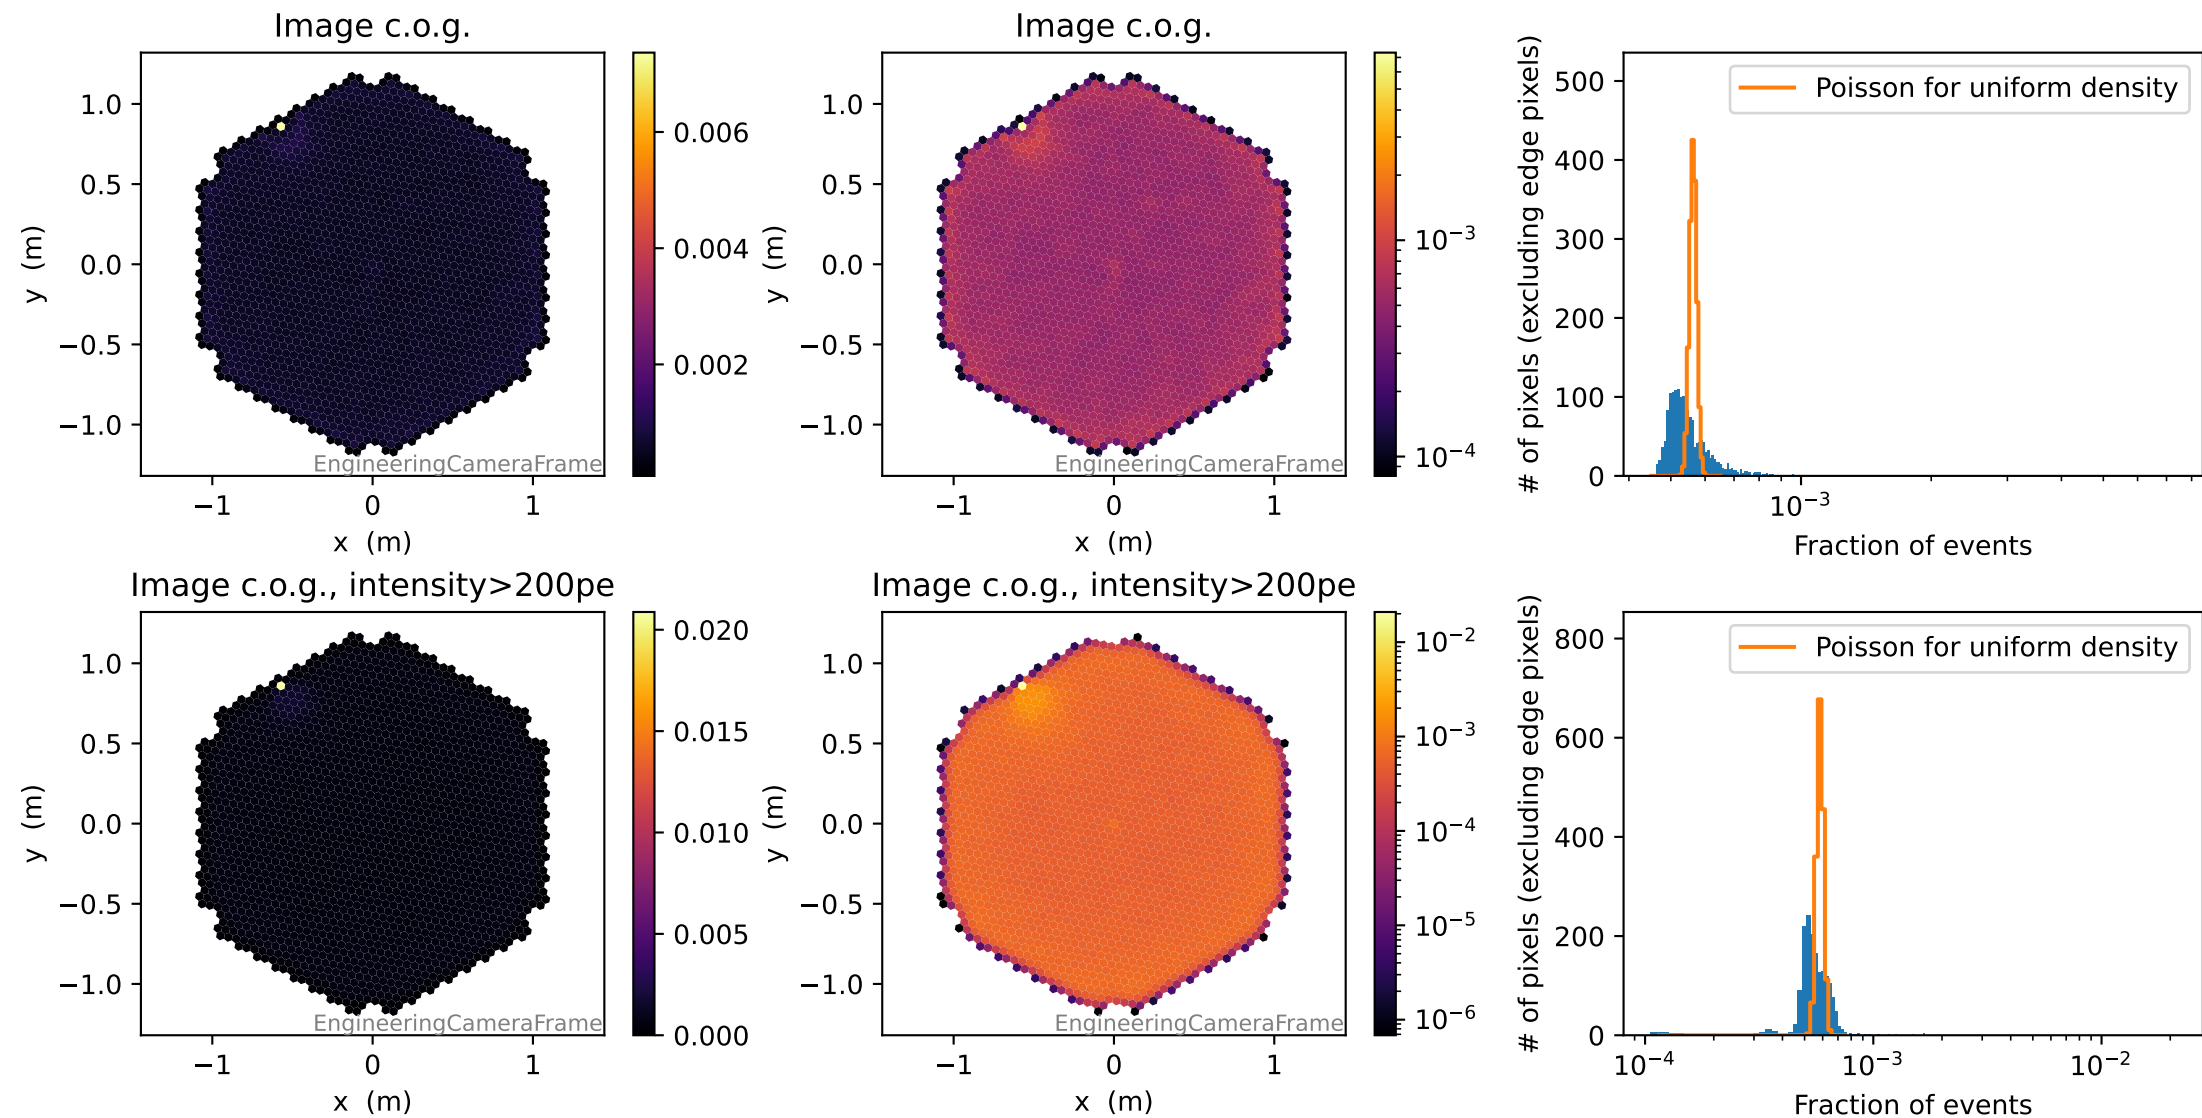 Image c.o.g.
1.0
0.5
0.0
−0.5
−1.0
y (m)
−1
0
1
x (m)
EngineeringCameraFrame
0.006
0.004
0.002
Image c.o.g.
1.0
0.5
0.0
−0.5
−1.0
y (m)
−1
0
1
x (m)
EngineeringCameraFrame
10⁻³
10⁻⁴
Poisson for uniform density
500
400
300
200
100
0
# of pixels (excluding edge pixels)
10⁻³
Fraction of events
Image c.o.g., intensity>200pe
1.0
0.5
0.0
−0.5
−1.0
y (m)
−1
0
1
x (m)
EngineeringCameraFrame
0.020
0.015
0.010
0.005
0.000
Image c.o.g., intensity>200pe
1.0
0.5
0.0
−0.5
−1.0
y (m)
−1
0
1
x (m)
EngineeringCameraFrame
10⁻²
10⁻³
10⁻⁴
10⁻⁵
10⁻⁶
Poisson for uniform density
800
600
400
200
0
# of pixels (excluding edge pixels)
10⁻⁴
10⁻³
10⁻²
Fraction of events